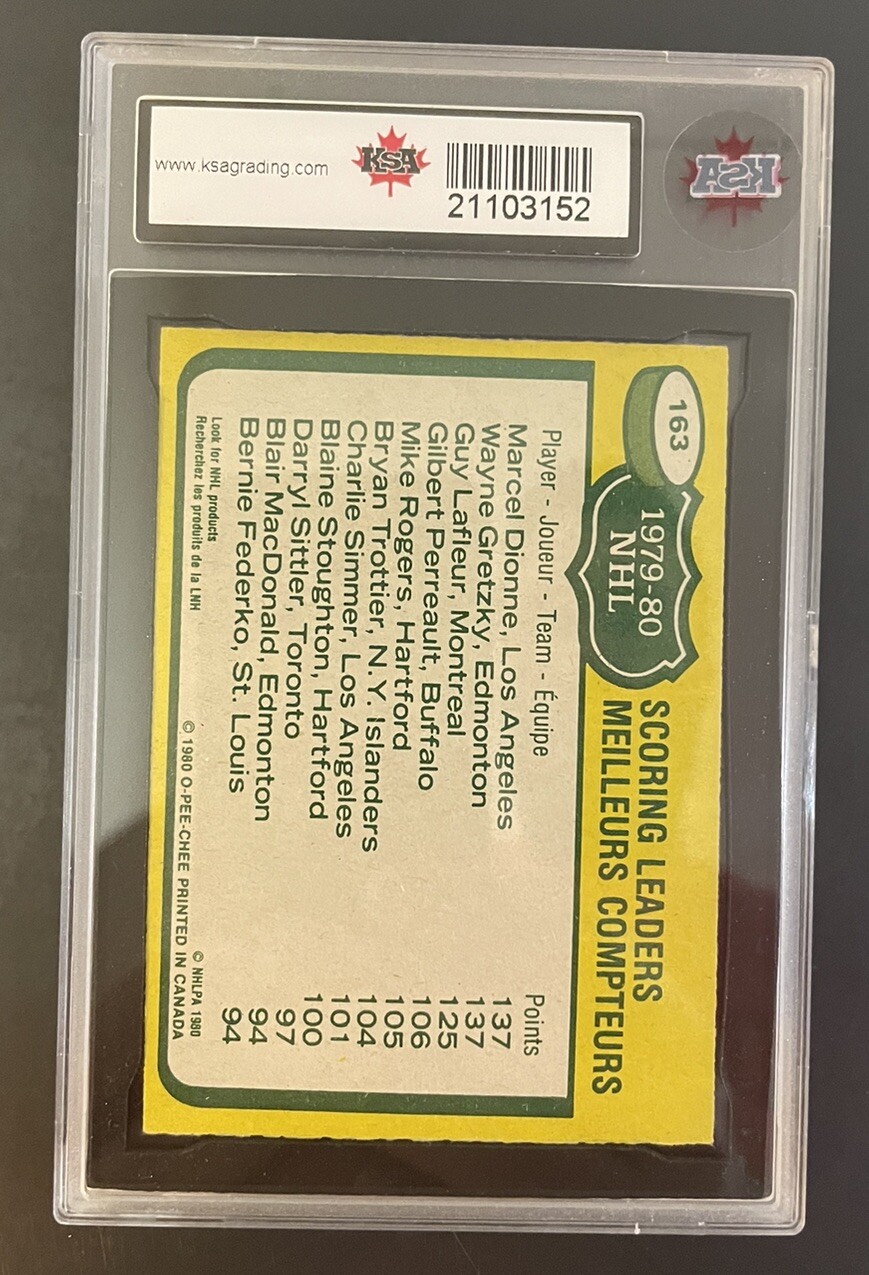 www.ksagrading.com
KSA
21103152
KSA
163
1979-80
NHL
SCORING LEADERS
MEILLEURS COMPTEURS
Player - Joueur - Team - Équipe Points
Marcel Dionne, Los Angeles 137
Wayne Gretzky, Edmonton 137
Guy Lafleur, Montreal 125
Gilbert Perreault, Buffalo 106
Mike Rogers, Hartford 105
Bryan Trottier, N.Y. Islanders 104
Charlie Simmer, Los Angeles 101
Blaine Stoughton, Hartford 100
Darryl Sittler, Toronto 97
Blair MacDonald, Edmonton 94
Bernie Federko, St. Louis 94
Look for NHL products © NHLPA 1980
Recherchez les produits de la LNH © 1980 O-PEE-CHEE PRINTED IN CANADA